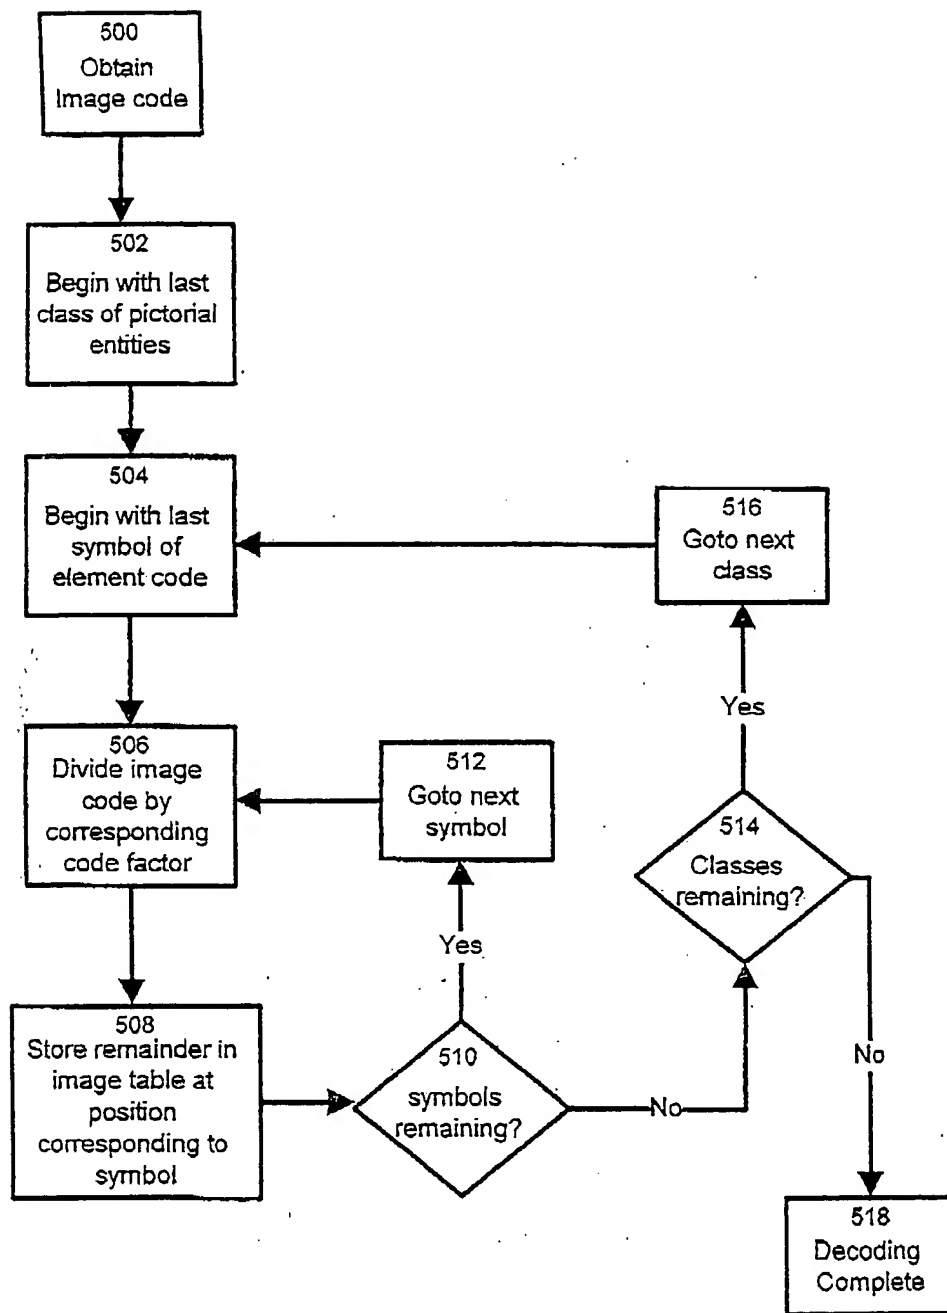 500
Obtain
Image code
502
Begin with last
class of pictorial
entities
504
Begin with last
symbol of
element code
516
Goto next
class
Yes
506
Divide image
code by
corresponding
code factor
512
Goto next
symbol
514
Classes
remaining?
Yes
508
Store remainder in
image table at
position
corresponding to
symbol
510
symbols
remaining?
No
No
518
Decoding
Complete